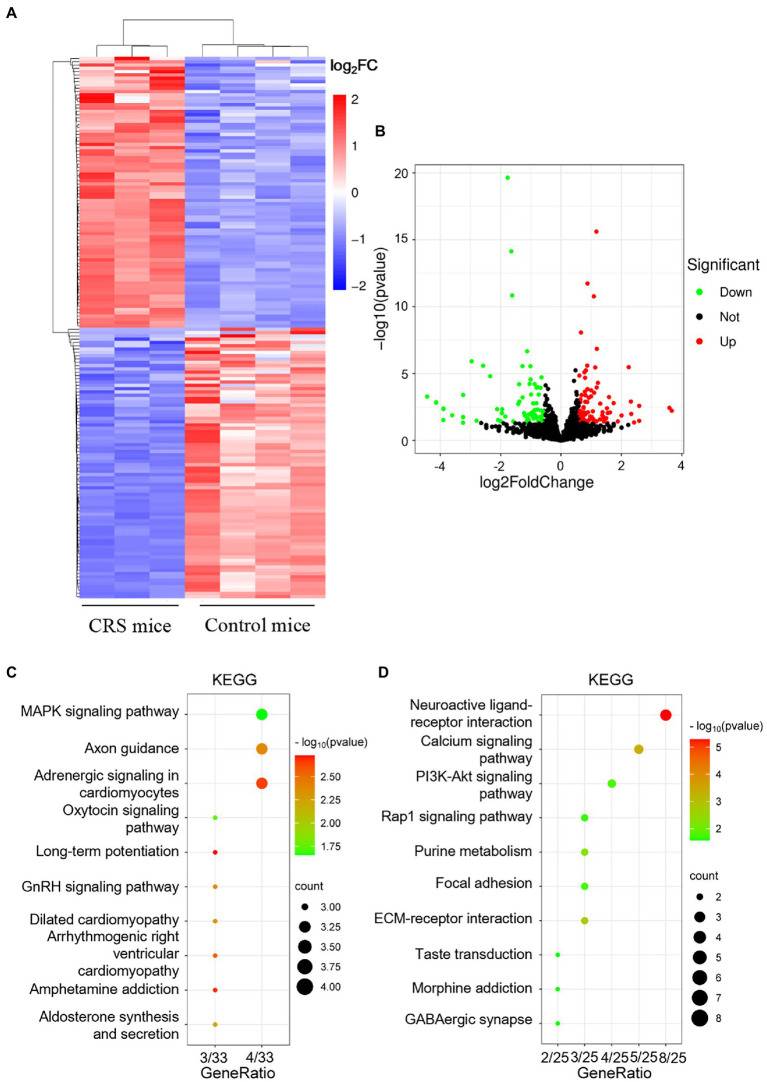 A
log2FC
2
1
0
−1
−2
CRS mice
Control mice
B
20
15
10
5
0
−log10(pvalue)
-4
-2
0
2
4
log2FoldChange
Significant
Down
Not
Up
C
KEGG
MAPK signaling pathway
Axon guidance
Adrenergic signaling in
cardiomyocytes
Oxytocin signaling
pathway
Long-term potentiation
GnRH signaling pathway
Dilated cardiomyopathy
Arrhythmogenic right
ventricular
cardiomyopathy
Amphetamine addiction
Aldosterone synthesis
and secretion
3/33 4/33
GeneRatio
- log10(pvalue)
2.50
2.25
2.00
1.75
count
3.00
3.25
3.50
3.75
4.00
D
KEGG
Neuroactive ligand-
receptor interaction
Calcium signaling
pathway
PI3K-Akt signaling
pathway
Rap1 signaling pathway
Purine metabolism
Focal adhesion
ECM-receptor interaction
Taste transduction
Morphine addiction
GABAergic synapse
2/25 3/25 4/25 5/25 8/25
GeneRatio
- log10(pvalue)
5
4
3
2
count
2
3
4
5
6
7
8